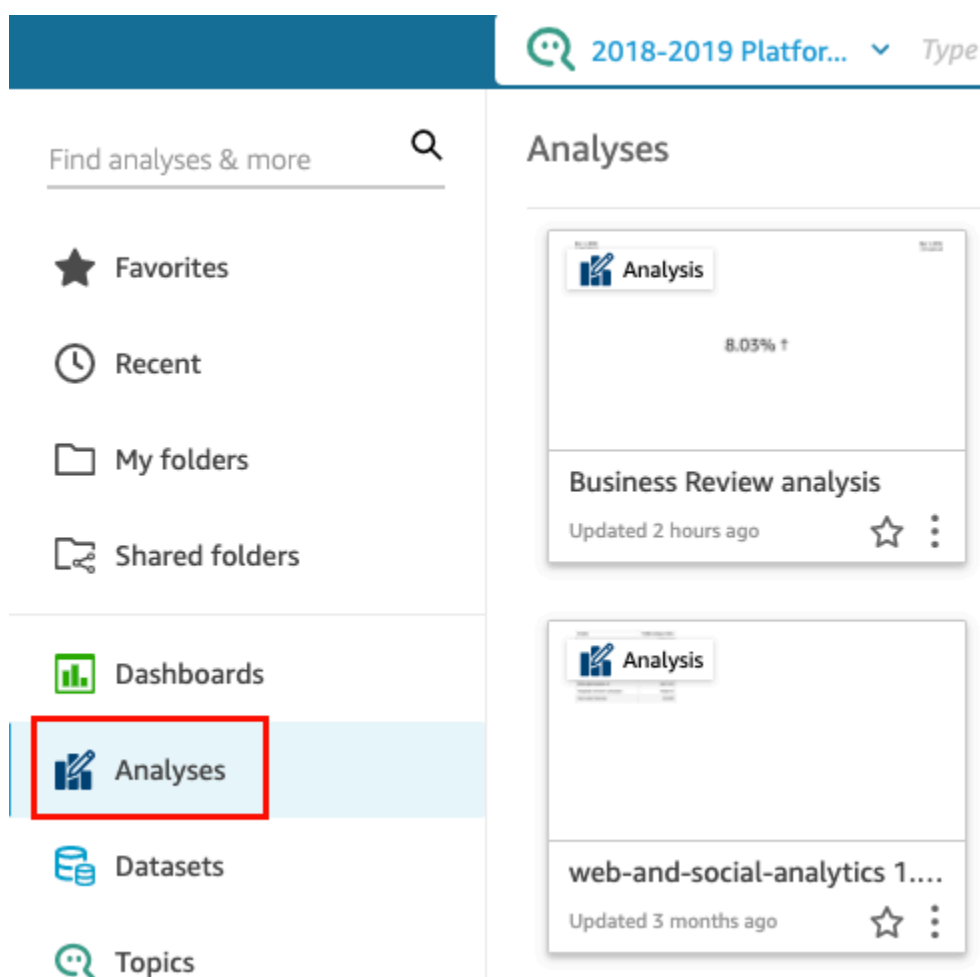 2018-2019 Platfor...
Type
Find analyses & more
Favorites
Recent
My folders
Shared folders
Dashboards
Analyses
Datasets
Topics
Analyses
Analysis
8.03% ↑
Business Review analysis
Updated 2 hours ago
Analysis
web-and-social-analytics 1....
Updated 3 months ago